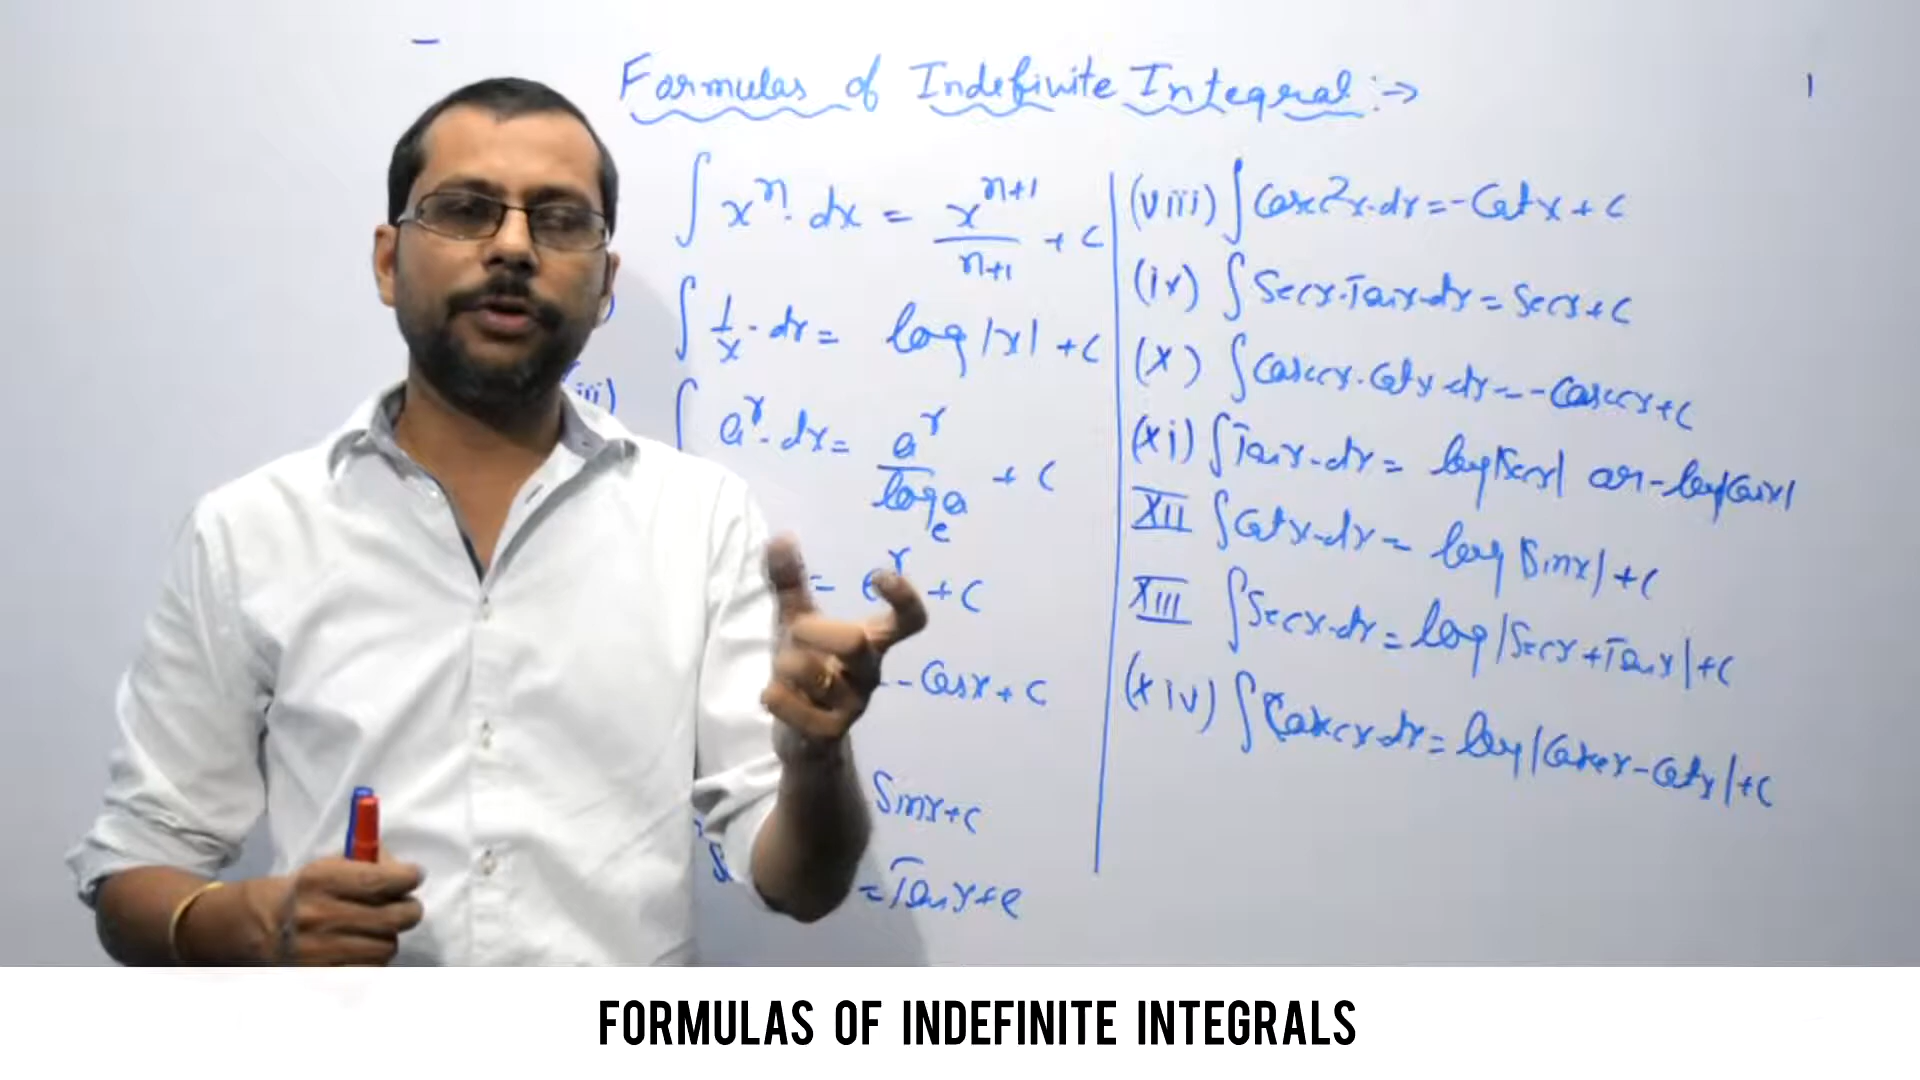 Formulas of Indefinite Integral :→
∫ xⁿ · dx = xⁿ⁺¹/n+1 + C
)
∫ 1/x · dx = log |x| + C
iii)
∫ aˣ · dx = aˣ/logₑa + C
= eˣ + C
- Cosx + C
Sinx + C
= Tanx + c
(viii) ∫ Cosec²x · dx = - Cotx + C
(ix) ∫ Secx · Tanx · dx = Secx + C
(x) ∫ Cosecx · Cotx · dx = - Cosecx + C
(xi) ∫ Tanx · dx = log|Secx| or - log|Cosx|
XII ∫ Cotx · dx = log |Sinx| + C
XIII ∫ Secx · dx = log |Secx + Tanx| + C
(xiv) ∫ Cosecx · dx = log |Cosecx - Cotx| + C
FORMULAS OF INDEFINITE INTEGRALS